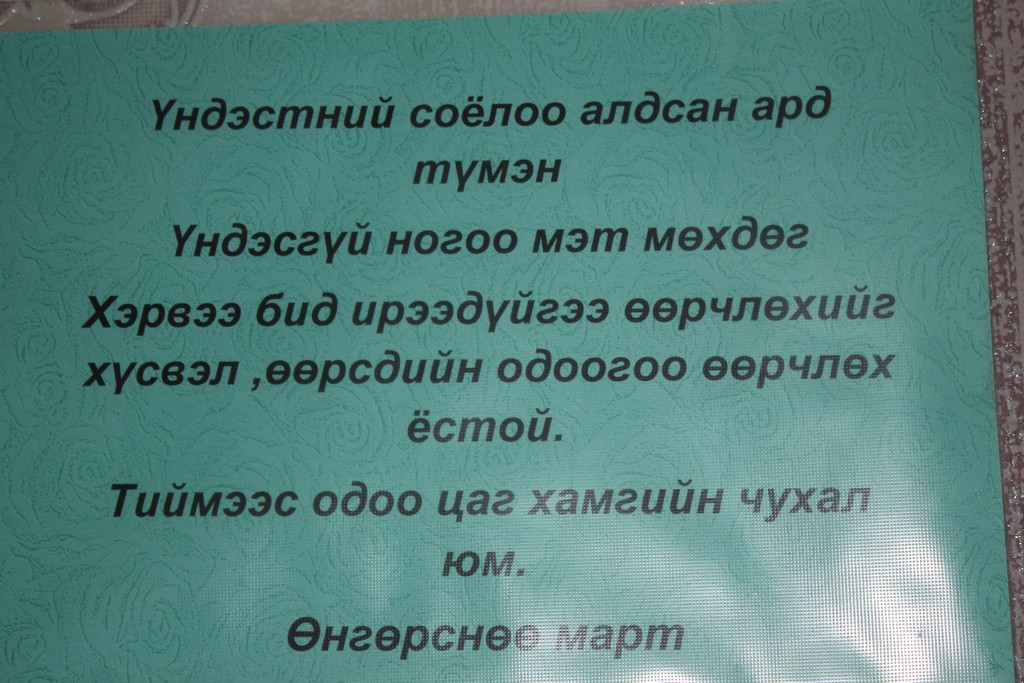 Үндэстний соёлоо алдсан ард
түмэн
Үндэсгүй ногоо мэт мөхдөг
Хэрвээ бид ирээдүйгээ өөрчлөхийг
хүсвэл ,өөрсдийн одоогоо өөрчлөх
ёстой.
Тиймээс одоо цаг хамгийн чухал
юм.
Өнгөрснөө март